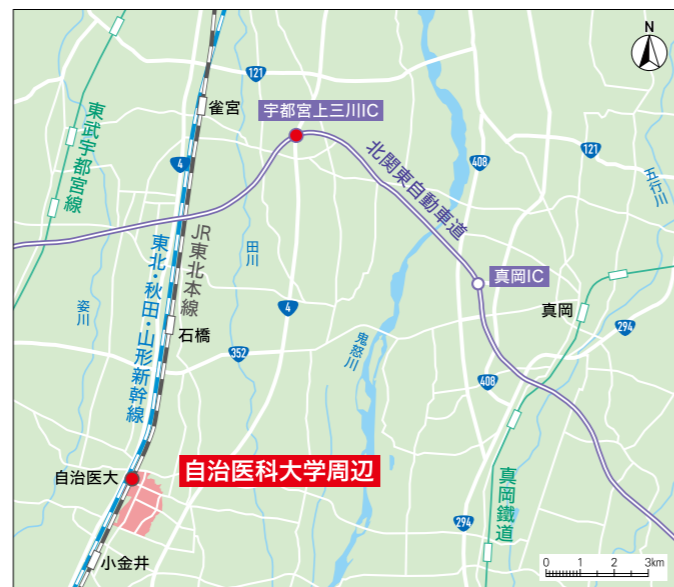 N
121
雀宮
宇都宮上三川IC
東武宇都宮線
4
408
121
五行川
北関東自動車道
田川
JR東北本線
東北・秋田・山形新幹線
姿川
石橋
4
真岡IC
真岡
294
鬼怒川
352
408
自治医大
自治医科大学周辺
真岡鐵道
294
小金井
0 1 2 3km